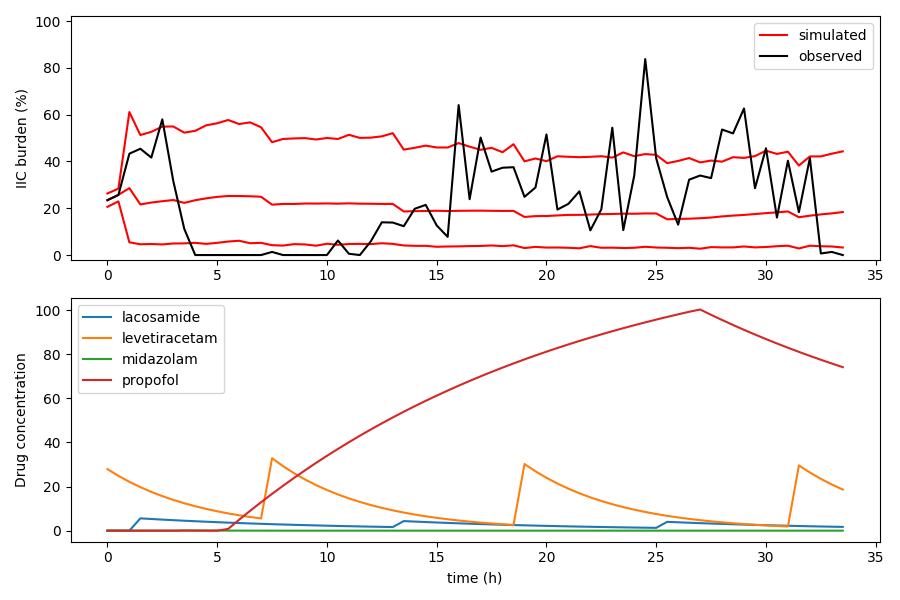 100
80
60
40
20
0
IIC burden (%)
simulated
observed
0 5 10 15 20 25 30 35
100
80
60
40
20
0
Drug concentration
lacosamide
levetiracetam
midazolam
propofol
0 5 10 15 20 25 30 35
time (h)